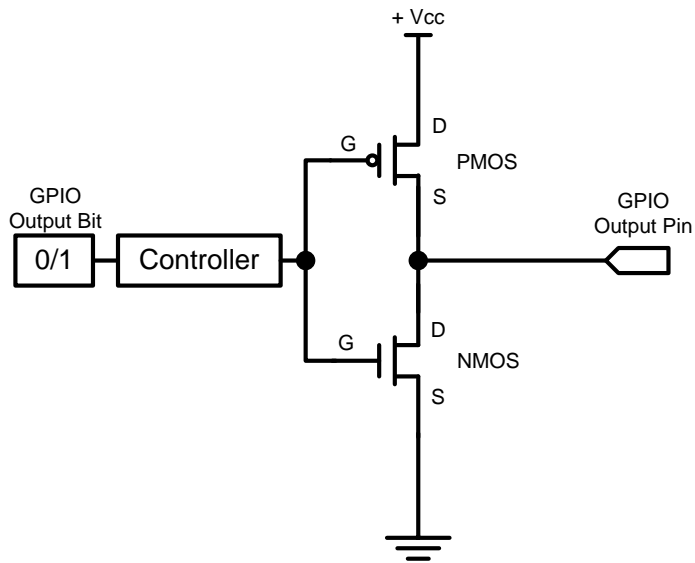 + Vcc
D
G
PMOS
S
GPIO
Output Bit
GPIO
Output Pin
0/1
Controller
D
G
NMOS
S